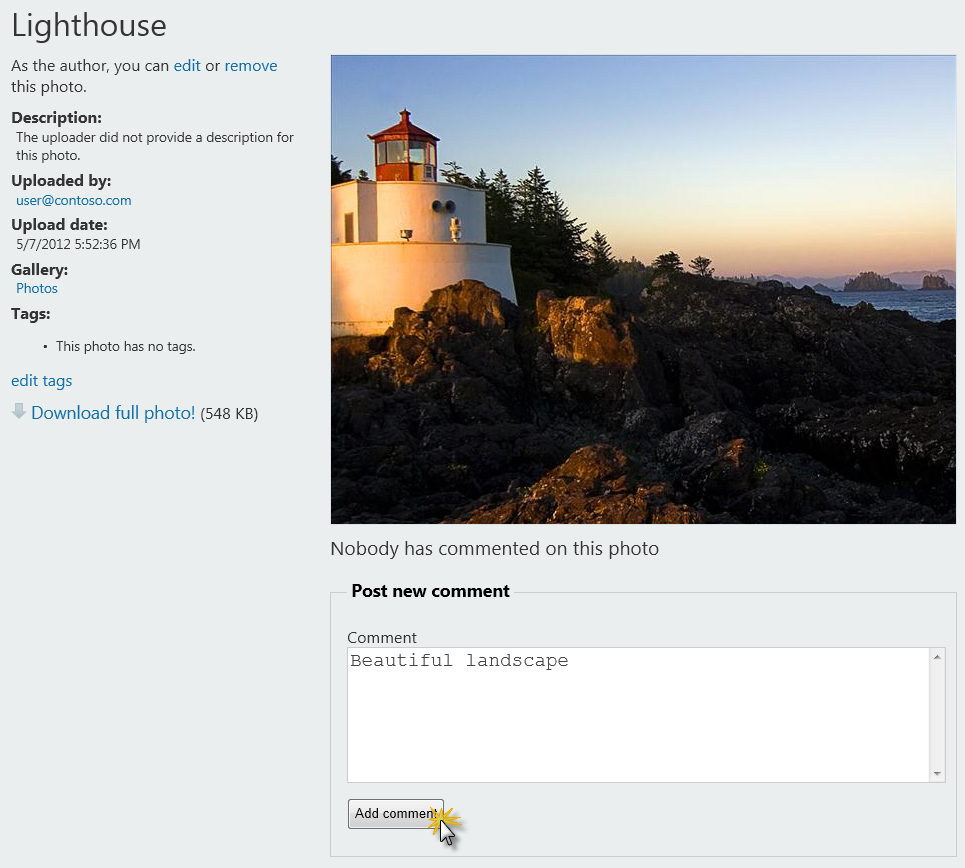 Lighthouse
As the author, you can edit or remove
this photo.
Description:
The uploader did not provide a description for
this photo.
Uploaded by:
user@contoso.com
Upload date:
5/7/2012 5:52:36 PM
Gallery:
Photos
Tags:
• This photo has no tags.
edit tags
Download full photo! (548 KB)
Nobody has commented on this photo
Post new comment
Comment
Beautiful landscape
Add comment